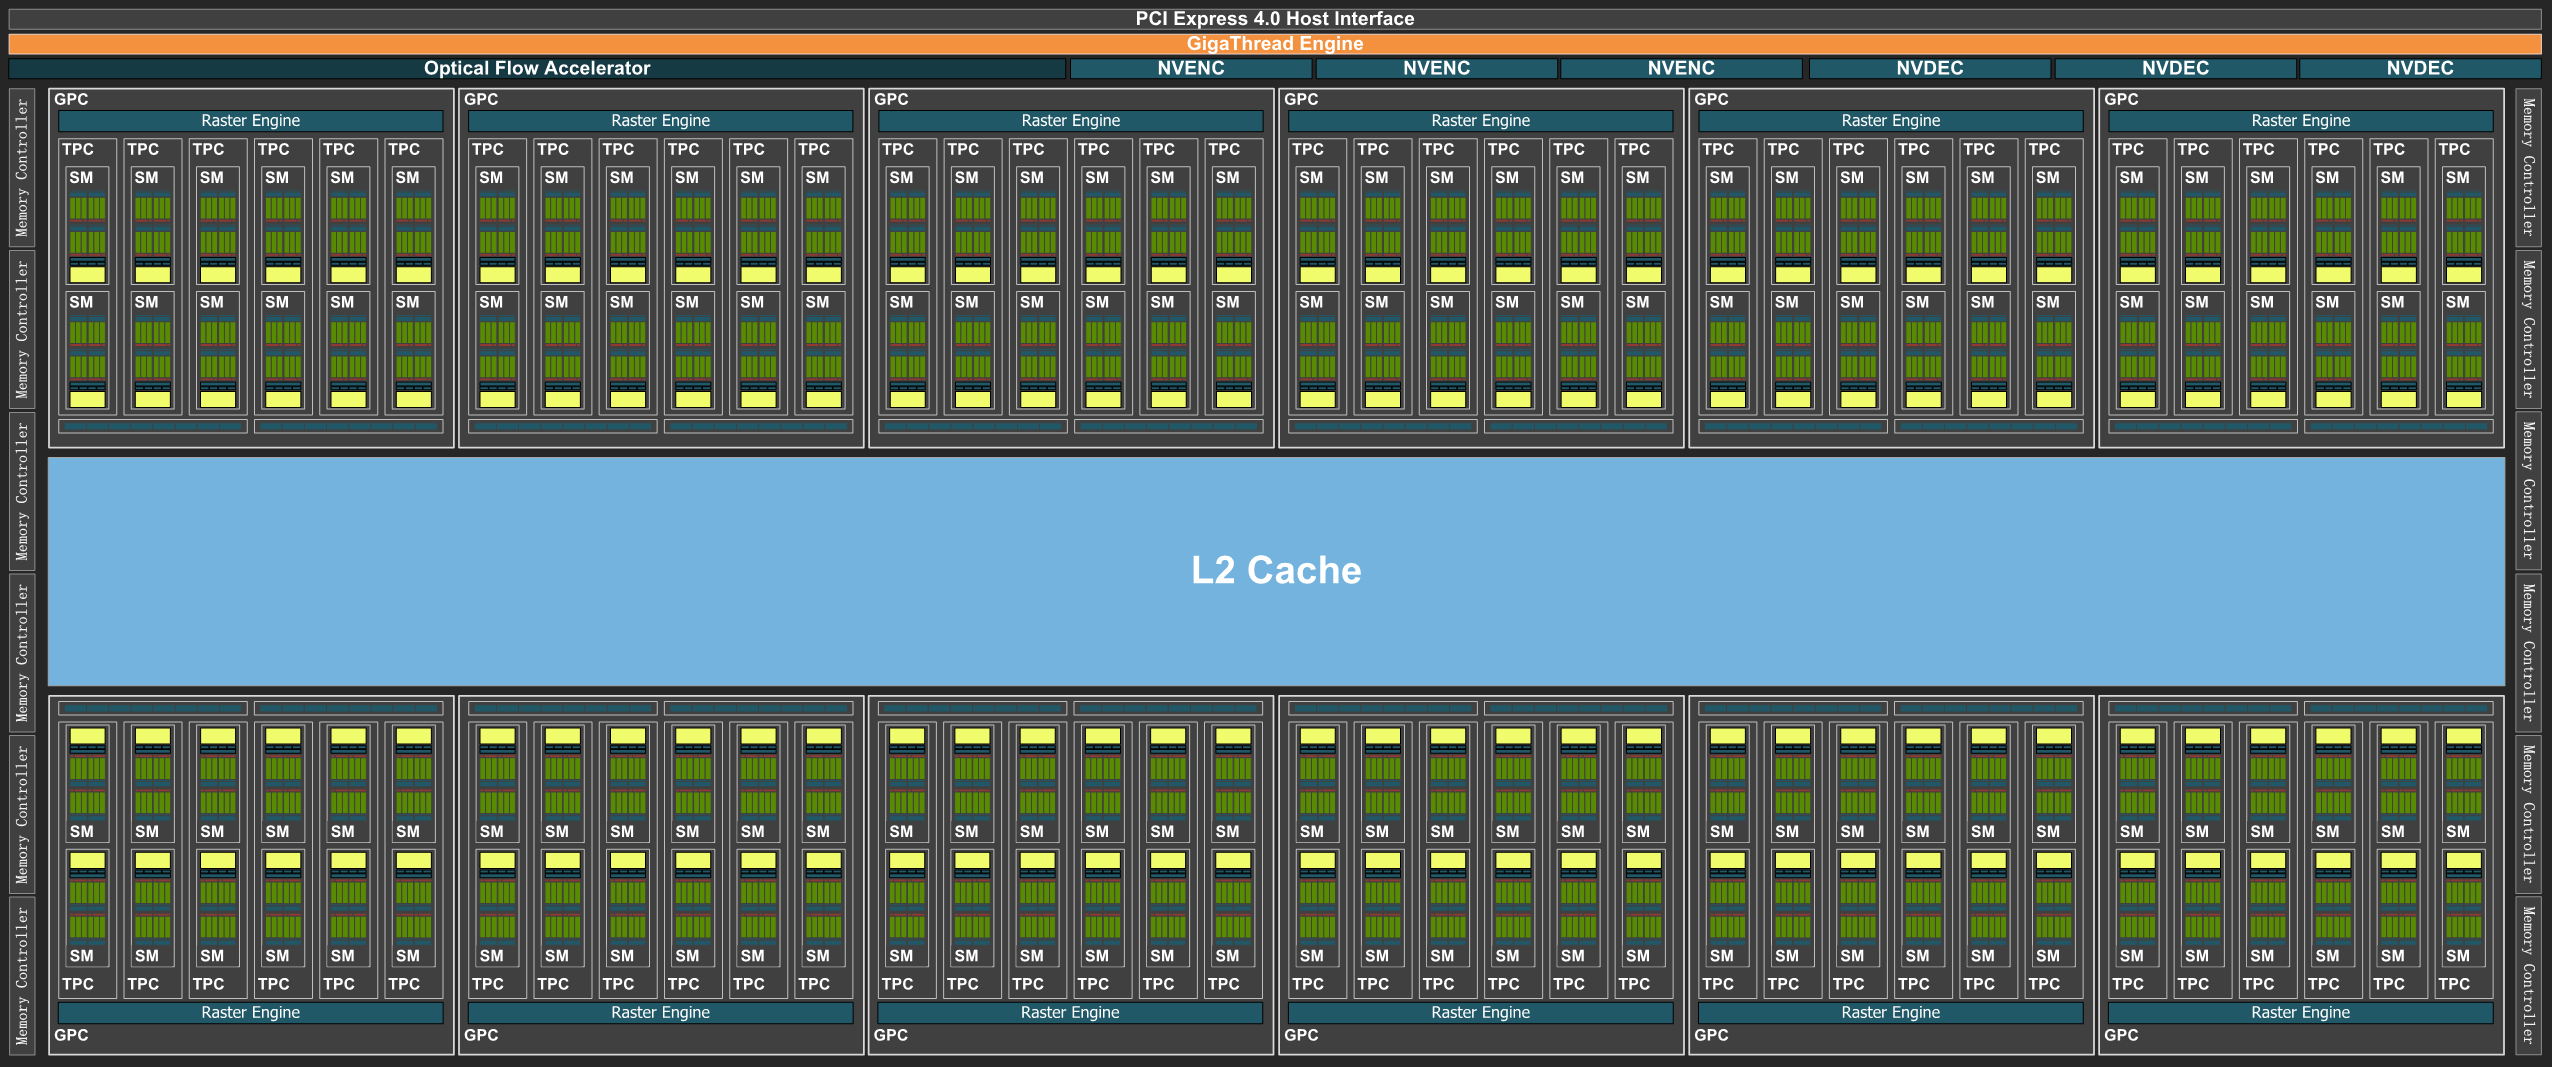 PCI Express 4.0 Host Interface
GigaThread Engine
Optical Flow Accelerator NVENC NVENC NVENC NVDEC NVDEC NVDEC
GPC GPC GPC GPC GPC GPC
Raster Engine Raster Engine Raster Engine Raster Engine Raster Engine Raster Engine
TPC TPC TPC TPC TPC TPC TPC TPC TPC TPC TPC TPC TPC TPC TPC TPC TPC TPC TPC TPC TPC TPC TPC TPC TPC TPC TPC TPC TPC TPC TPC TPC TPC TPC TPC TPC
SM SM SM SM SM SM SM SM SM SM SM SM SM SM SM SM SM SM SM SM SM SM SM SM SM SM SM SM SM SM SM SM SM SM SM SM
SM SM SM SM SM SM SM SM SM SM SM SM SM SM SM SM SM SM SM SM SM SM SM SM SM SM SM SM SM SM SM SM SM SM SM SM
L2 Cache
SM SM SM SM SM SM SM SM SM SM SM SM SM SM SM SM SM SM SM SM SM SM SM SM SM SM SM SM SM SM SM SM SM SM SM SM
SM SM SM SM SM SM SM SM SM SM SM SM SM SM SM SM SM SM SM SM SM SM SM SM SM SM SM SM SM SM SM SM SM SM SM SM
TPC TPC TPC TPC TPC TPC TPC TPC TPC TPC TPC TPC TPC TPC TPC TPC TPC TPC TPC TPC TPC TPC TPC TPC TPC TPC TPC TPC TPC TPC TPC TPC TPC TPC TPC TPC
Raster Engine Raster Engine Raster Engine Raster Engine Raster Engine Raster Engine
GPC GPC GPC GPC GPC GPC
Memory Controller
Memory Controller
Memory Controller
Memory Controller
Memory Controller
Memory Controller
Memory Controller
Memory Controller
Memory Controller
Memory Controller
Memory Controller
Memory Controller